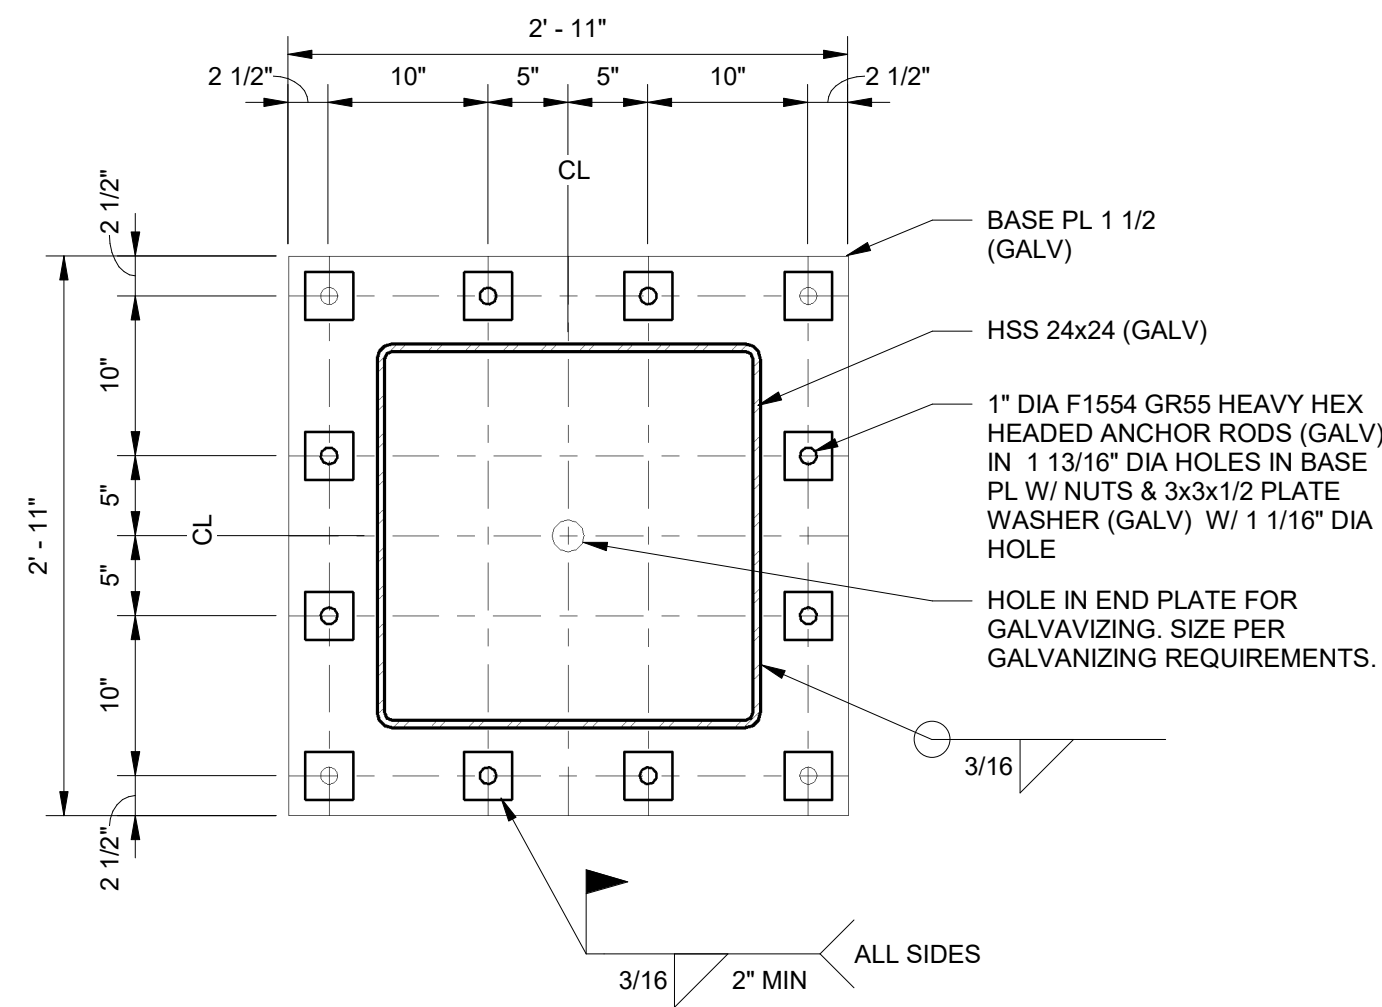 2' - 11"
2 1/2" 10" 5" 5" 10" 2 1/2"
CL
2 1/2"
10"
5"
CL
5"
10"
2 1/2"
2' - 11"
BASE PL 1 1/2
(GALV)
HSS 24x24 (GALV)
1" DIA F1554 GR55 HEAVY HEX
HEADED ANCHOR RODS (GALV)
IN 1 13/16" DIA HOLES IN BASE
PL W/ NUTS & 3x3x1/2 PLATE
WASHER (GALV) W/ 1 1/16" DIA
HOLE
HOLE IN END PLATE FOR
GALVAVIZING. SIZE PER
GALVANIZING REQUIREMENTS.
3/16
ALL SIDES
3/16 2" MIN